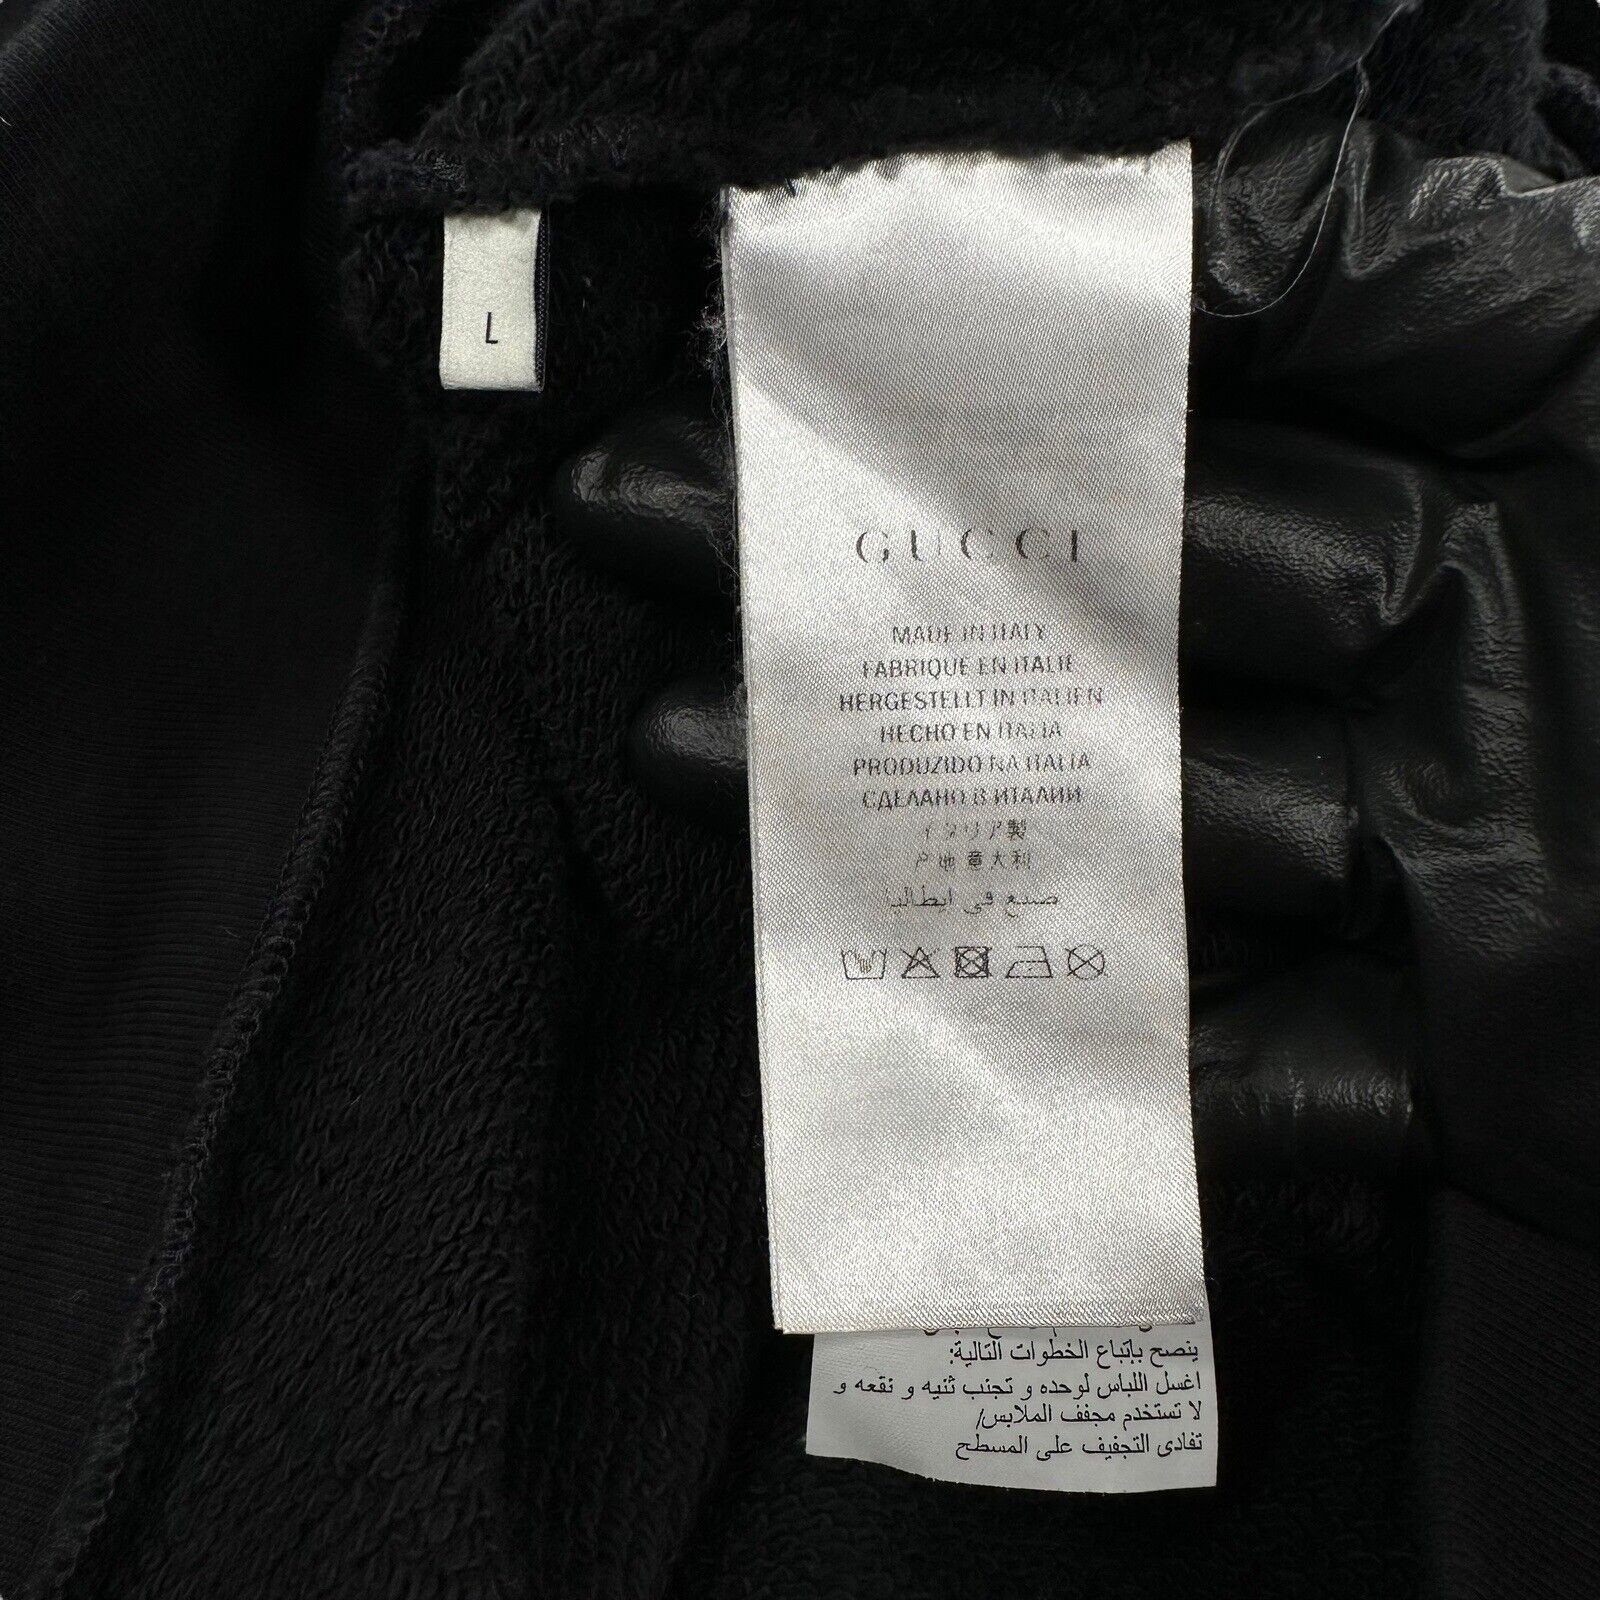 L
GUCCI
MADE IN ITALY
FABRIQUE EN ITALIE
HERGESTELLT IN ITALIEN
HECHO EN ITALIA
PRODUZIDO NA ITALIA
СДЕЛАНО В ИТАЛИИ
イタリア製
产地意大利
صنع في ايطاليا
ينصح بإتباع الخطوات التالية:
اغسل اللباس لوحده و تجنب ثنيه و نقعه و
لا تستخدم مجفف الملابس/
تفادى التجفيف على المسطح